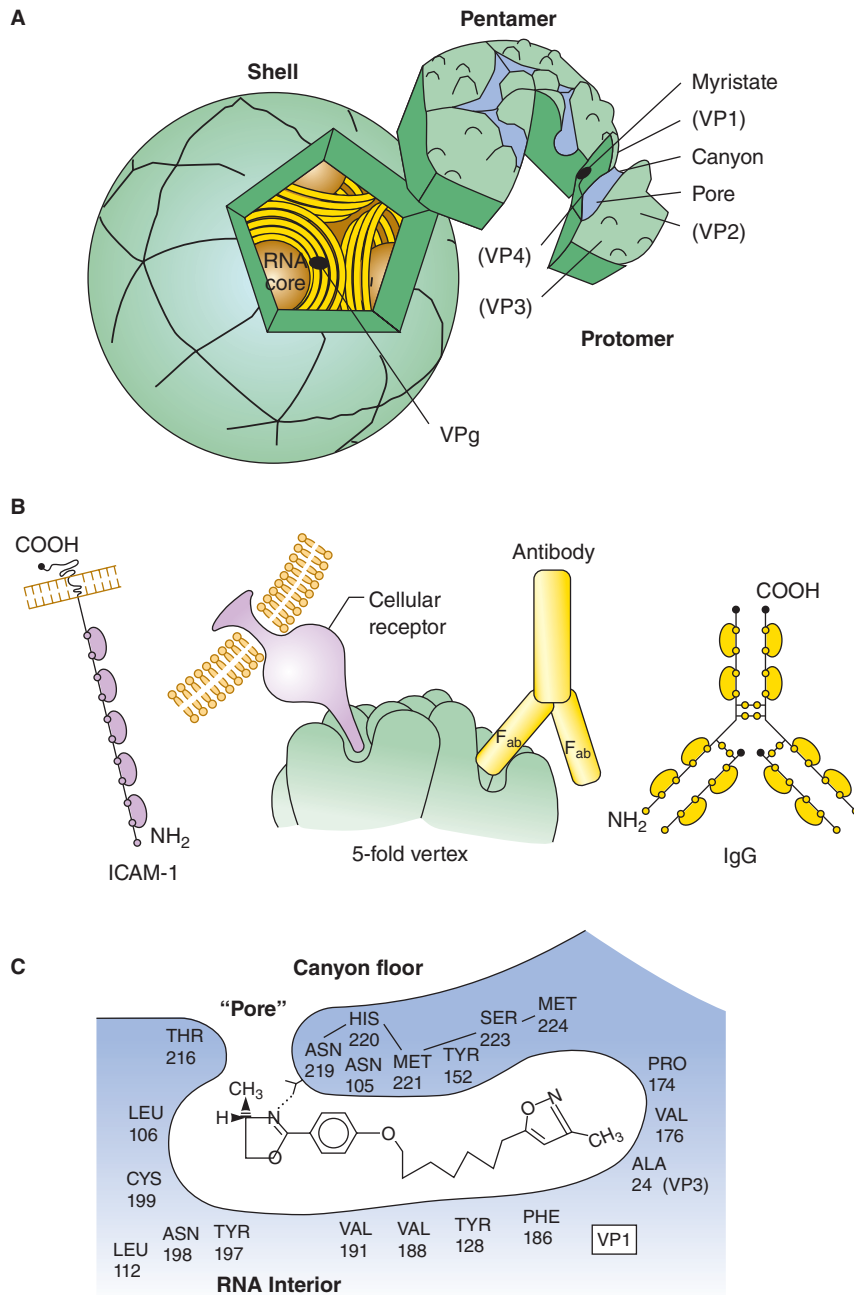 A
Pentamer
Shell
Myristate
(VP1)
Canyon
Pore
(VP2)
(VP4)
(VP3)
RNA
core
Protomer
VPg
B
COOH
NH2
ICAM-1
Cellular
receptor
Antibody
Fab
Fab
5-fold vertex
COOH
NH2
IgG
C
Canyon floor
"Pore"
THR
216
HIS
220
SER
223
MET
224
ASN
219
ASN
105
MET
221
TYR
152
PRO
174
CH3
H
N
O
O
O
N
CH3
LEU
106
VAL
176
CYS
199
ALA
24 (VP3)
LEU
112
ASN
198
TYR
197
VAL
191
VAL
188
TYR
128
PHE
186
VP1
RNA Interior